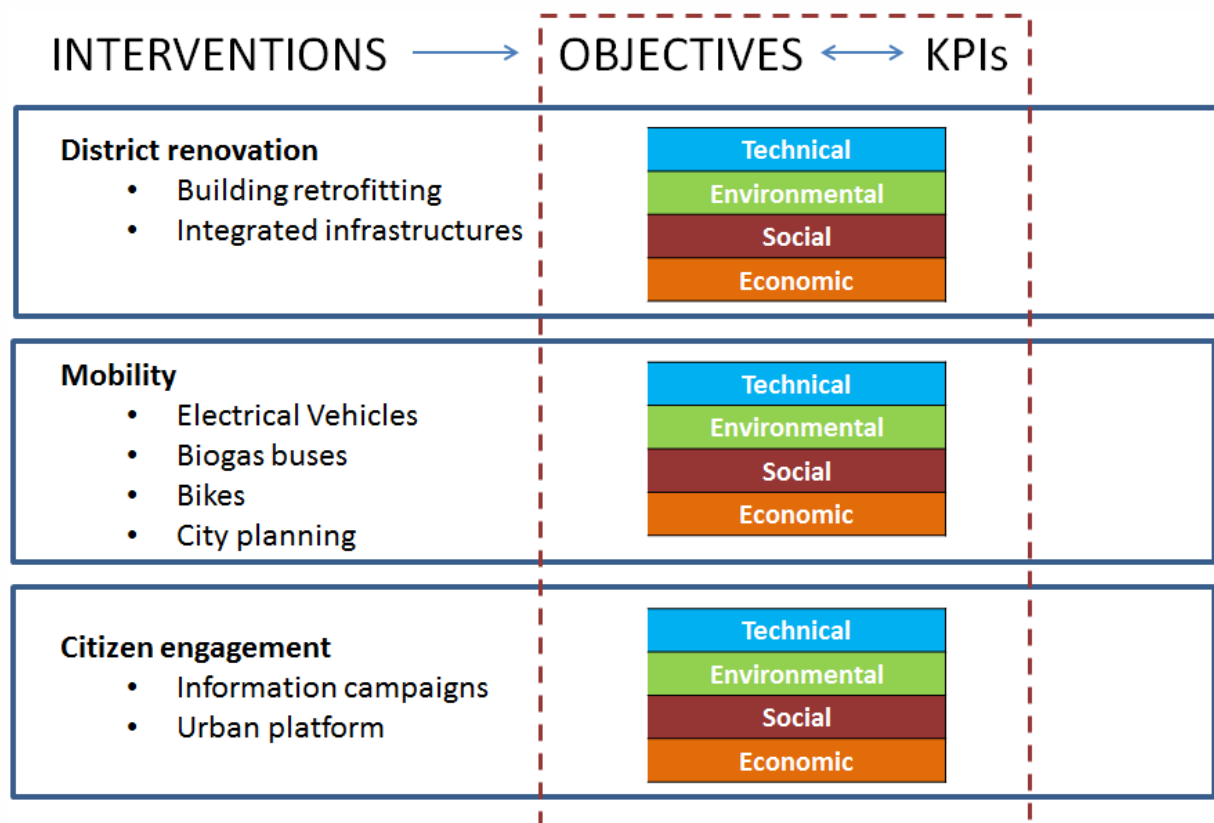 INTERVENTIONS OBJECTIVES KPIs
District renovation
• Building retrofitting
• Integrated infrastructures
Technical
Environmental
Social
Economic
Mobility
• Electrical Vehicles
• Biogas buses
• Bikes
• City planning
Technical
Environmental
Social
Economic
Citizen engagement
• Information campaigns
• Urban platform
Technical
Environmental
Social
Economic